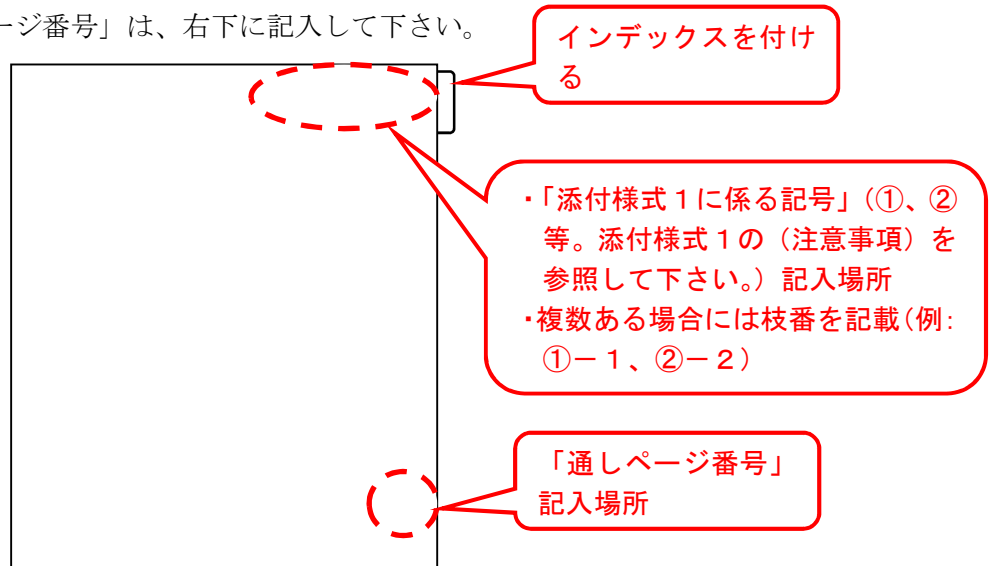 ージ番号」は、右下に記入して下さい。
インデックスを付け
る
・「添付様式１に係る記号」（①、②
等。添付様式１の（注意事項）を
参照して下さい。）記入場所
・複数ある場合には枝番を記載（例：
①－１、②－２）
「通しページ番号」
記入場所